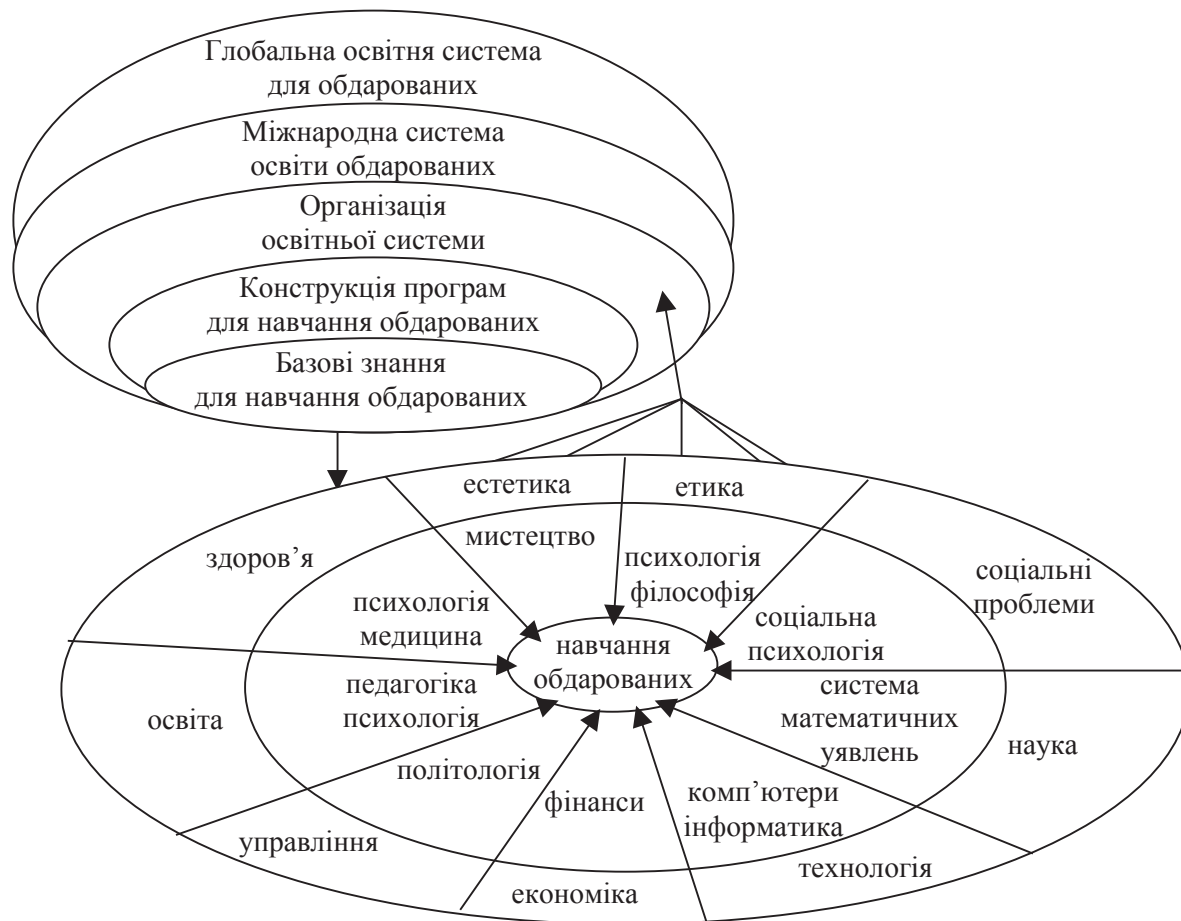 Глобальна освітня система
для обдарованих
Міжнародна система
освіти обдарованих
Організація
освітньої системи
Конструкція програм
для навчання обдарованих
Базові знання
для навчання обдарованих
естетика
етика
мистецтво
здоров’я
психологія
філософія
соціальні
проблеми
психологія
медицина
соціальна
психологія
навчання
обдарованих
педагогіка
психологія
система
математичних
уявлень
освіта
наука
політологія
фінанси
комп’ютери
інформатика
управління
технологія
економіка